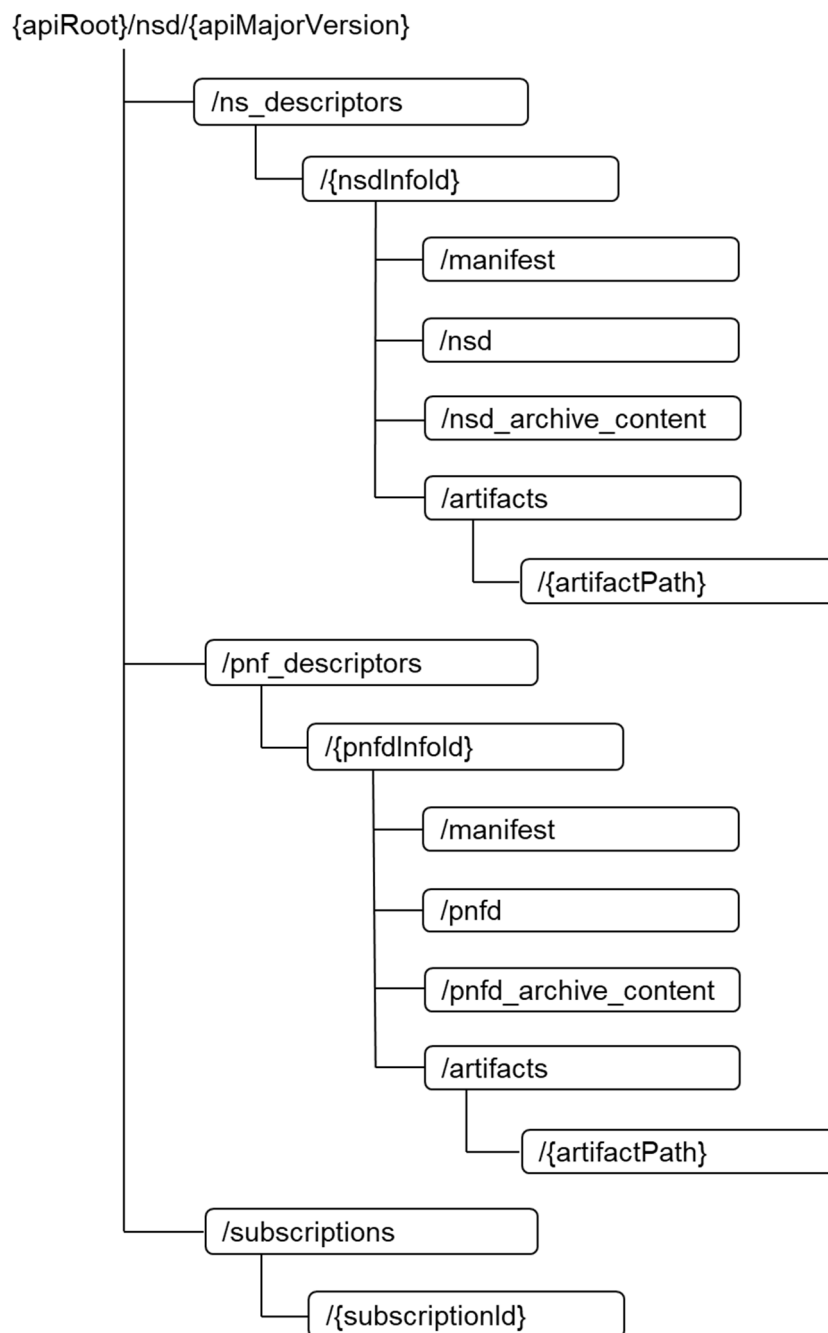 {apiRoot}/nsd/{apiMajorVersion}
/ns_descriptors
/{nsdInfoId}
/manifest
/nsd
/nsd_archive_content
/artifacts
/{artifactPath}
/pnf_descriptors
/{pnfdInfoId}
/manifest
/pnfd
/pnfd_archive_content
/artifacts
/{artifactPath}
/subscriptions
/{subscriptionId}